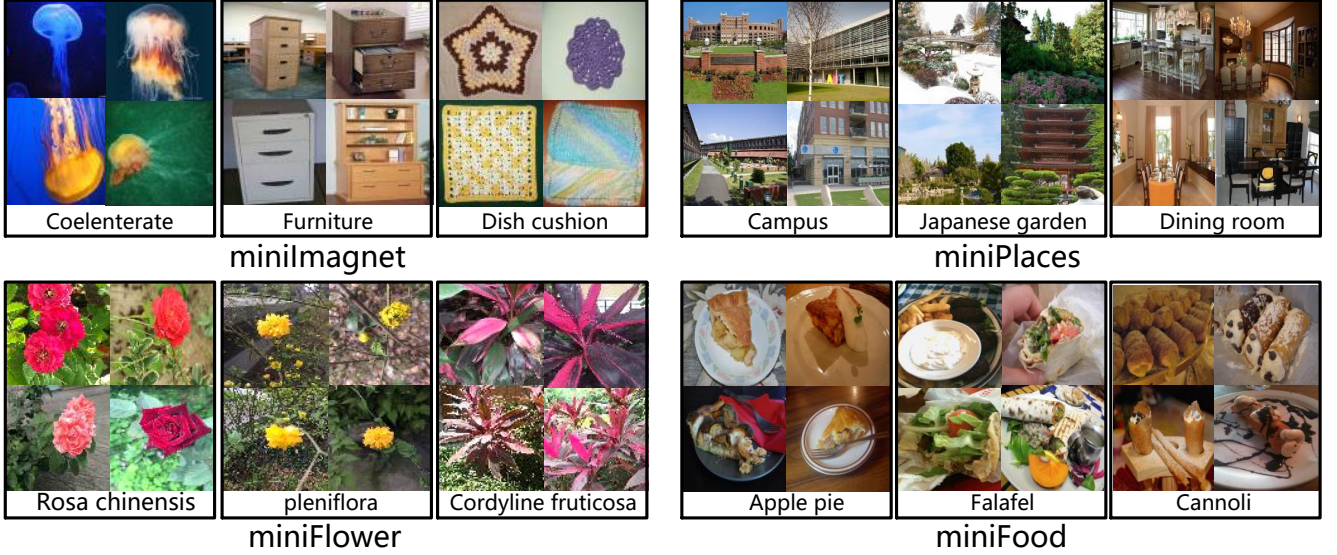 Coelenterate
Furniture
Dish cushion
miniImagnet
Campus
Japanese garden
Dining room
miniPlaces
Rosa chinensis
pleniflora
Cordyline fruticosa
miniFlower
Apple pie
Falafel
Cannoli
miniFood